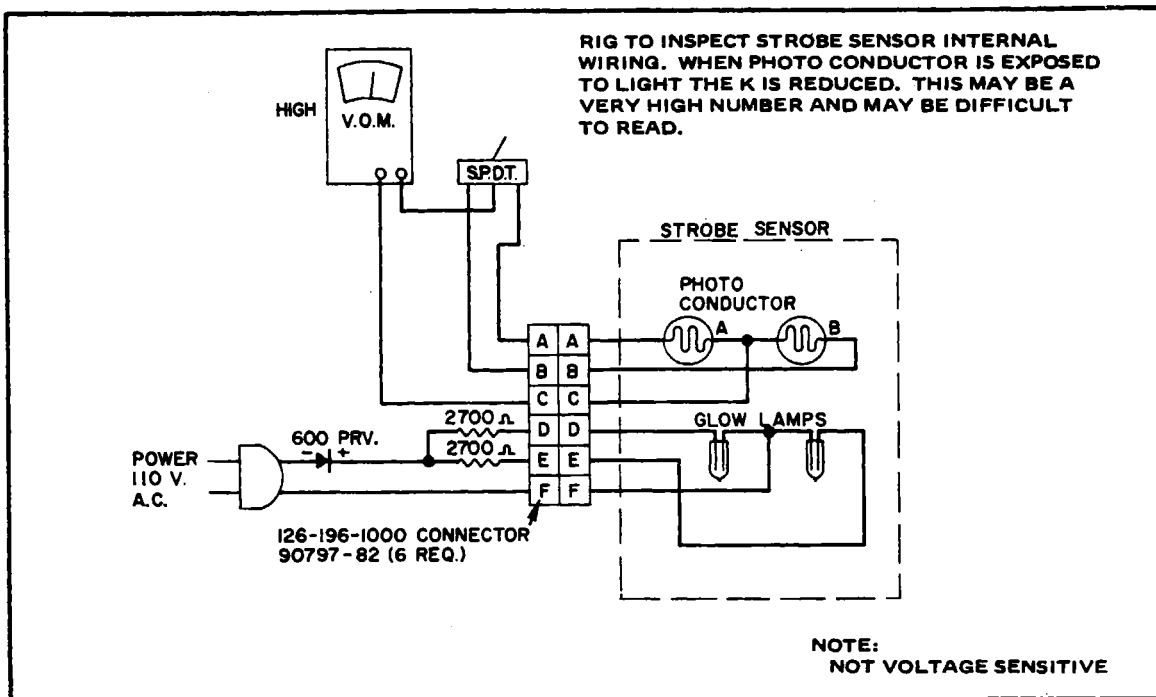 RIG TO INSPECT STROBE SENSOR INTERNAL
WIRING. WHEN PHOTO CONDUCTOR IS EXPOSED
TO LIGHT THE K IS REDUCED. THIS MAY BE A
VERY HIGH NUMBER AND MAY BE DIFFICULT
TO READ.
HIGH
V.O.M.
S.P.D.T.
STROBE SENSOR
PHOTO
CONDUCTOR
A
B
A A
B B
C C
D D
E E
F F
2700 Ω
2700 Ω
GLOW LAMPS
600 PRV.
- +
POWER
110 V.
A.C.
126-196-1000 CONNECTOR
90797-82 (6 REQ.)
NOTE:
NOT VOLTAGE SENSITIVE